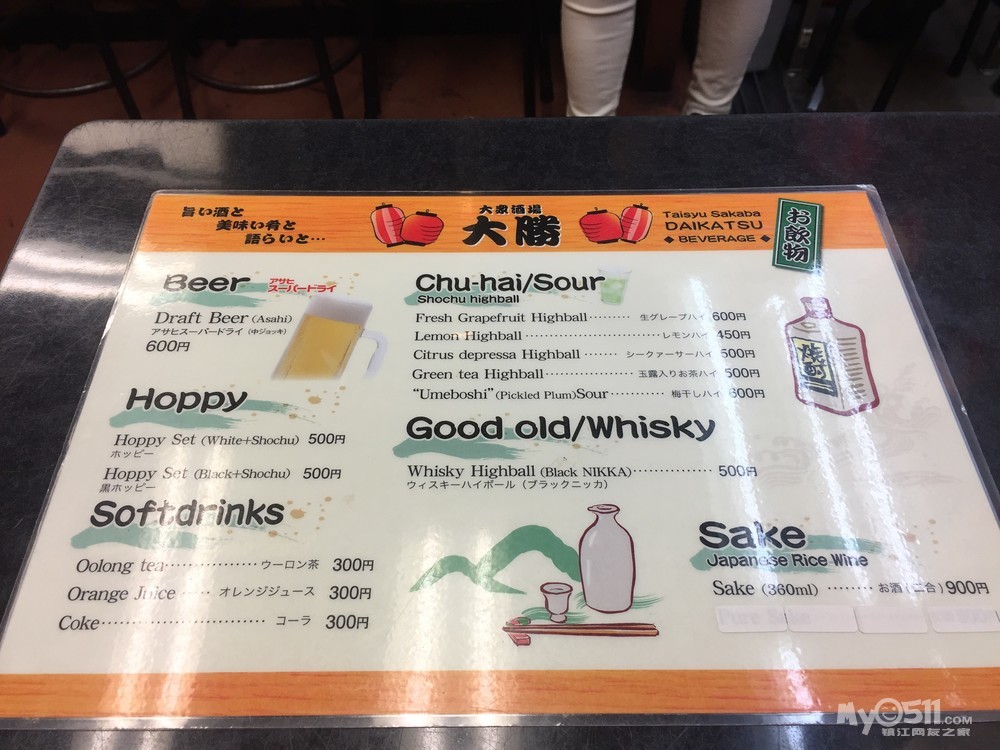 旨い酒と
美味い肴と
語らいと…
大衆酒場
大勝
Taisyu Sakaba
DAIKATSU
◆ BEVERAGE ◆
お飲物
Beer
アサヒ
スーパードライ
Draft Beer (Asahi)
アサヒスーパードライ (中ジョッキ)
600円
Hoppy
Hoppy Set (White+Shochu) 500円
ホッピー
Hoppy Set (Black+Shochu) 500円
黒ホッピー
Softdrinks
Oolong tea ウーロン茶 300円
Orange Juice オレンジジュース 300円
Coke コーラ 300円
Chu-hai/Sour
Shochu highball
Fresh Grapefruit Highball 生グレープハイ 600円
Lemon Highball レモンハイ 450円
Citrus depressa Highball シークァーサーハイ 500円
Green tea Highball 玉露入りお茶ハイ 500円
“Umeboshi” (Pickled Plum) Sour 梅干しハイ 600円
焼酎
Good old/Whisky
Whisky Highball (Black NIKKA) 500円
ウィスキーハイボール (ブラックニッカ)
Sake
Japanese Rice Wine
Sake (360ml) お酒 (二合) 900円
My0511.COM
镇江网友之家